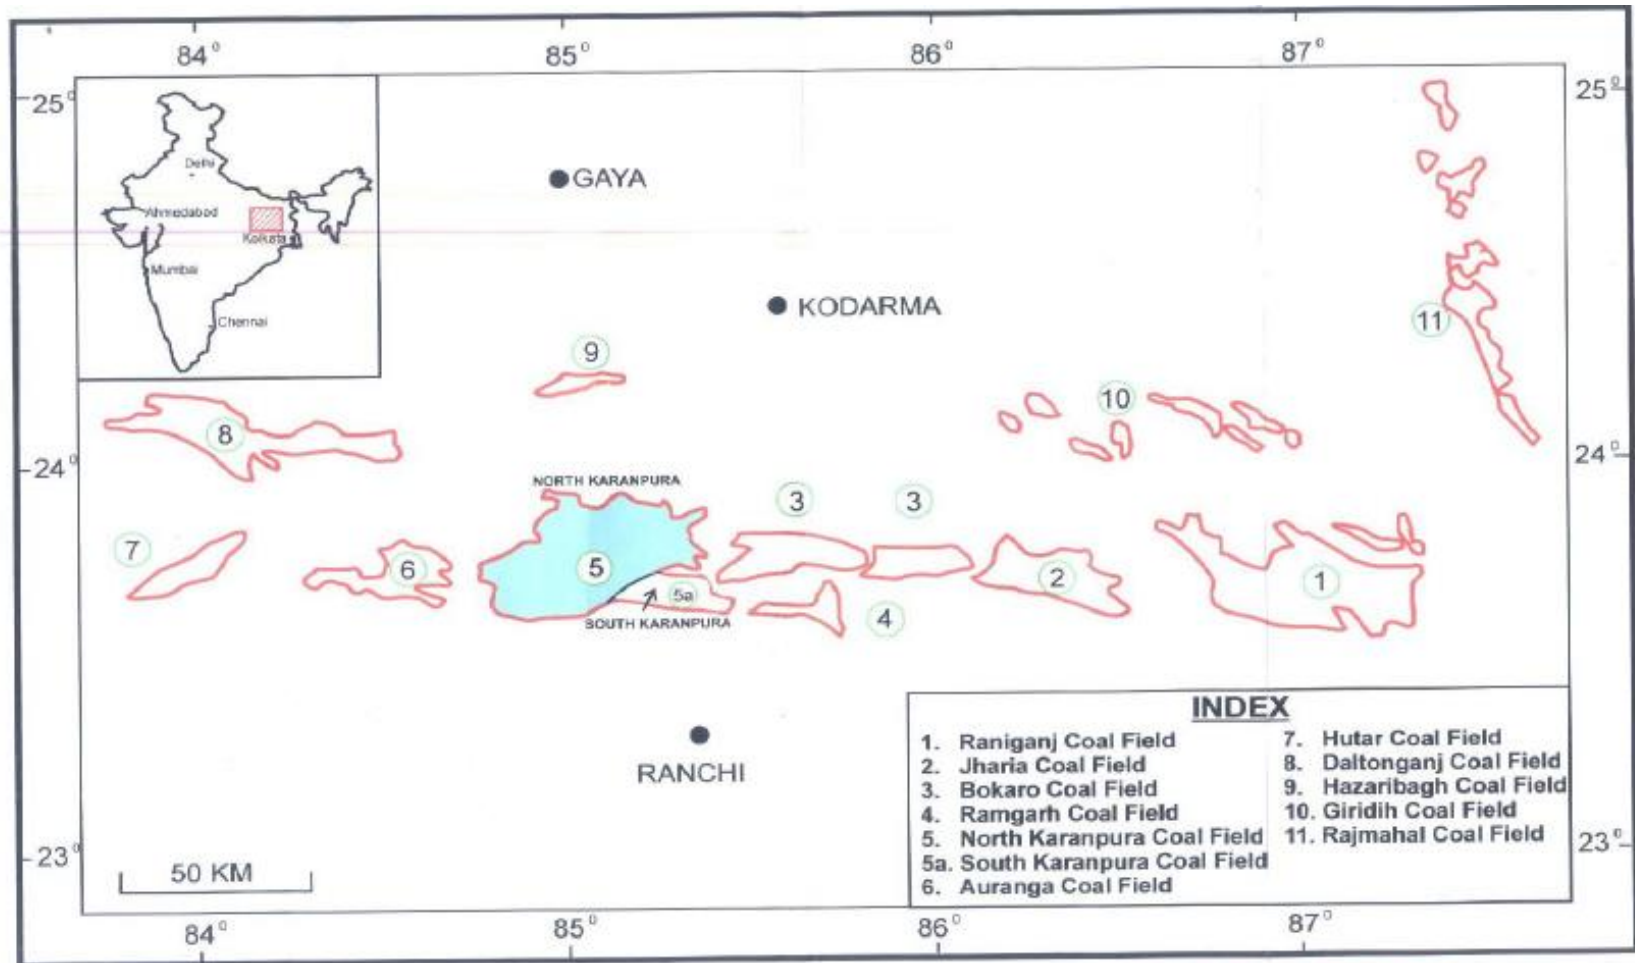 84° 85° 86° 87°
25° 25°
Delhi
Ahmedabad
Kolkata
Mumbai
Chennai
GAYA
KODARMA
11
9
10
8
24° 24°
NORTH KARANPURA
3 3
7
6
5
5a
2
1
4
SOUTH KARANPURA
RANCHI
INDEX
1. Raniganj Coal Field
2. Jharia Coal Field
3. Bokaro Coal Field
4. Ramgarh Coal Field
5. North Karanpura Coal Field
5a. South Karanpura Coal Field
6. Auranga Coal Field
7. Hutar Coal Field
8. Daltonganj Coal Field
9. Hazaribagh Coal Field
10. Giridih Coal Field
11. Rajmahal Coal Field
23° 23°
50 KM
84° 85° 86° 87°